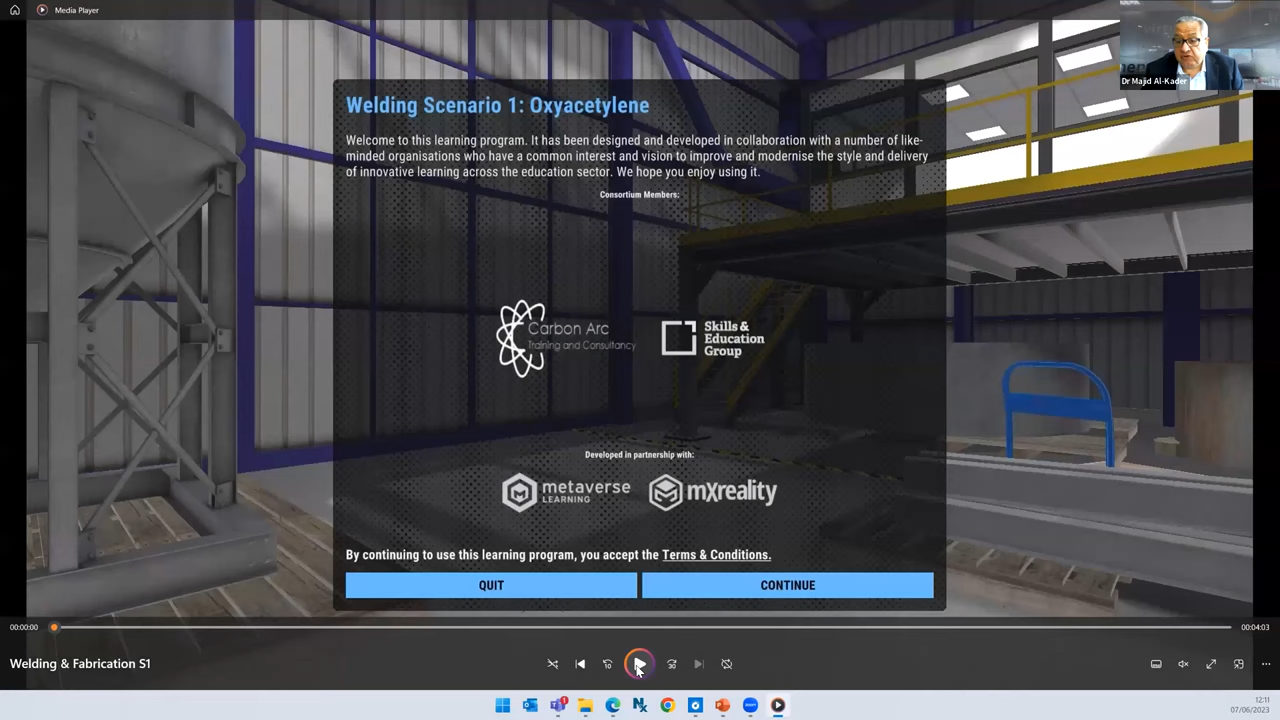 Media Player
Dr Majid Al-Kader
Welding Scenario 1: Oxyacetylene
Welcome to this learning program. It has been designed and developed in collaboration with a number of like-
minded organisations who have a common interest and vision to improve and modernise the style and delivery
of innovative learning across the education sector. We hope you enjoy using it.
Consortium Members:
Carbon Arc
Training and Consultancy
Skills &
Education
Group
Developed in partnership with:
metaverse
LEARNING
mXreality
By continuing to use this learning program, you accept the Terms & Conditions.
QUIT
CONTINUE
00:00:00
00:04:03
Welding & Fabrication S1
10
30
1
12:11
07/06/2023